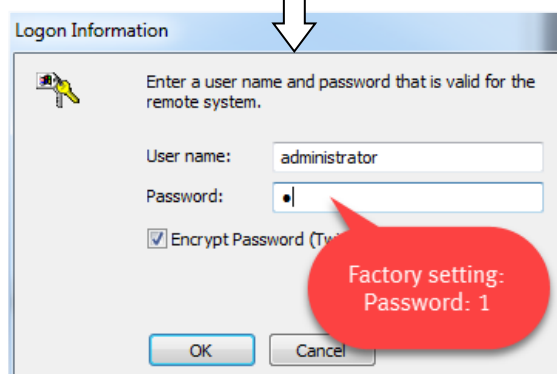 Logon Information
Enter a user name and password that is valid for the
remote system.
User name:
administrator
Password:
Encrypt Password
Factory setting:
Password: 1
OK
Cancel